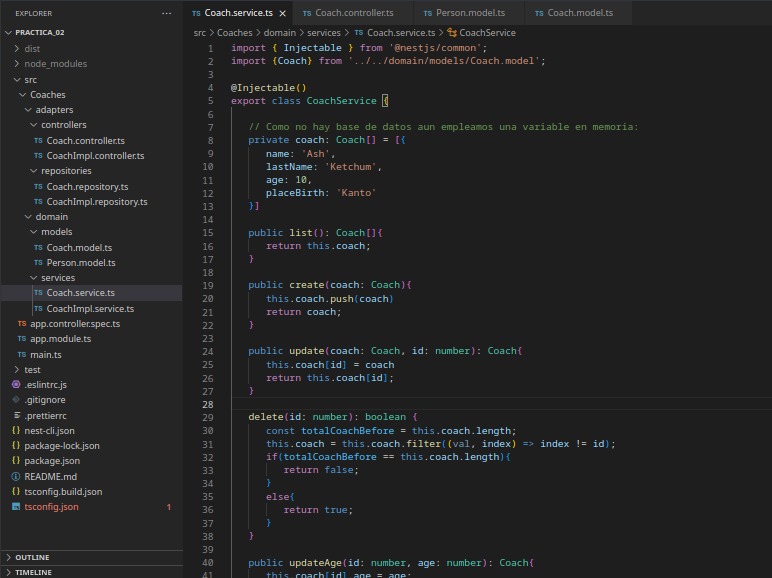 EXPLORER ···
PRACTICA_02
dist
node_modules
src
Coaches
adapters
controllers
TS Coach.controller.ts
TS CoachImpl.controller.ts
repositories
TS Coach.repository.ts
TS CoachImpl.repository.ts
domain
models
TS Coach.model.ts
TS Person.model.ts
services
TS Coach.service.ts
TS CoachImpl.service.ts
TS app.controller.spec.ts
TS app.module.ts
TS main.ts
test
.eslintrc.js
.gitignore
.prettierrc
{} nest-cli.json
{} package-lock.json
{} package.json
README.md
{} tsconfig.build.json
tsconfig.json 1
OUTLINE
TIMELINE
TS Coach.service.ts × TS Coach.controller.ts TS Person.model.ts TS Coach.model.ts
src > Coaches > domain > services > TS Coach.service.ts > CoachService
1 import { Injectable } from '@nestjs/common';
2 import {Coach} from '../../domain/models/Coach.model';
3
4 @Injectable()
5 export class CoachService {
6
7 // Como no hay base de datos aun empleamos una variable en memoria:
8 private coach: Coach[] = [{
9 name: 'Ash',
10 lastName: 'Ketchum',
11 age: 10,
12 placeBirth: 'Kanto'
13 }]
14
15 public list(): Coach[]{
16 return this.coach;
17 }
18
19 public create(coach: Coach){
20 this.coach.push(coach)
21 return coach;
22 }
23
24 public update(coach: Coach, id: number): Coach{
25 this.coach[id] = coach
26 return this.coach[id];
27 }
28
29 delete(id: number): boolean {
30 const totalCoachBefore = this.coach.length;
31 this.coach = this.coach.filter((val, index) => index != id);
32 if(totalCoachBefore == this.coach.length){
33 return false;
34 }
35 else{
36 return true;
37 }
38 }
39
40 public updateAge(id: number, age: number): Coach{
41 this.coach[id].age = age;